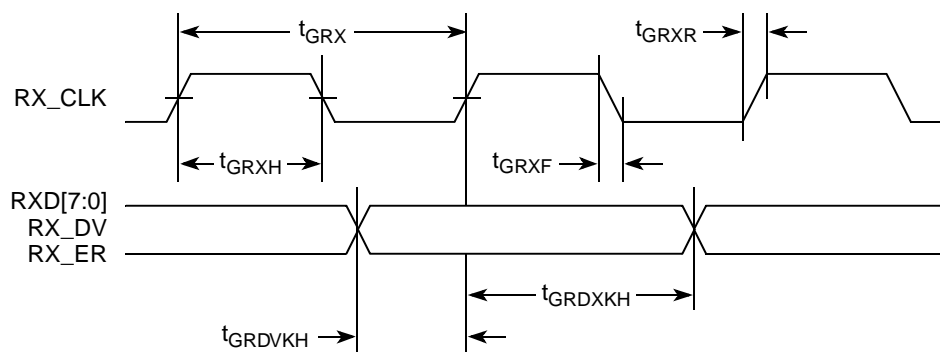 tGRX
tGRXR
RX_CLK
tGRXH
tGRXF
RXD[7:0]
RX_DV
RX_ER
tGRDXKH
tGRDVKH